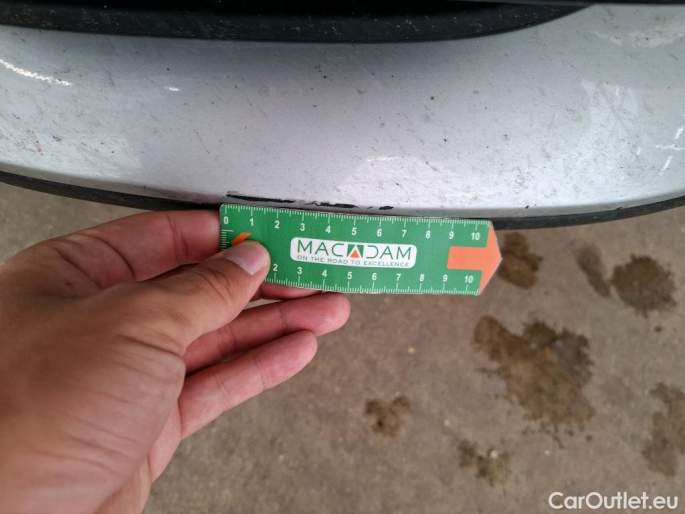 0 1 2 3 4 5 6 7 8 9 10
MACADAM
ON THE ROAD TO EXCELLENCE
2 3 4 5 6 7 8 9 10
CarOutlet.eu